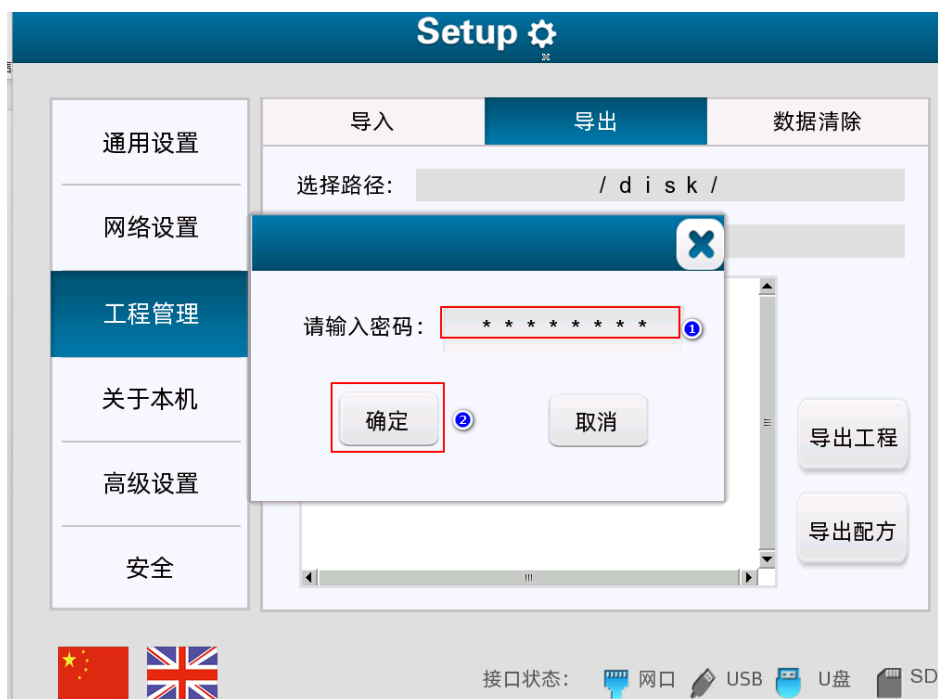 Setup
通用设置
网络设置
工程管理
关于本机
高级设置
安全
导入
导出
数据清除
选择路径:
/disk/
请输入密码:
********
1
确定
2
取消
导出工程
导出配方
接口状态:
网口
USB
U盘
SD